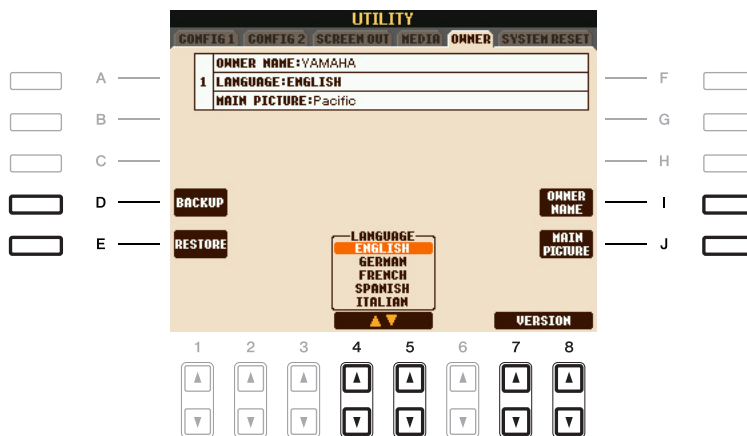 UTILITY
CONFIG 1 CONFIG 2 SCREEN OUT MEDIA OWNER SYSTEM RESET
OWNER NAME:YAMAHA
1 LANGUAGE:ENGLISH
MAIN PICTURE:Pacific
A F
B G
C H
D BACKUP OWNER NAME I
E RESTORE MAIN PICTURE J
LANGUAGE
ENGLISH
GERMAN
FRENCH
SPANISH
ITALIAN
VERSION
1 2 3 4 5 6 7 8